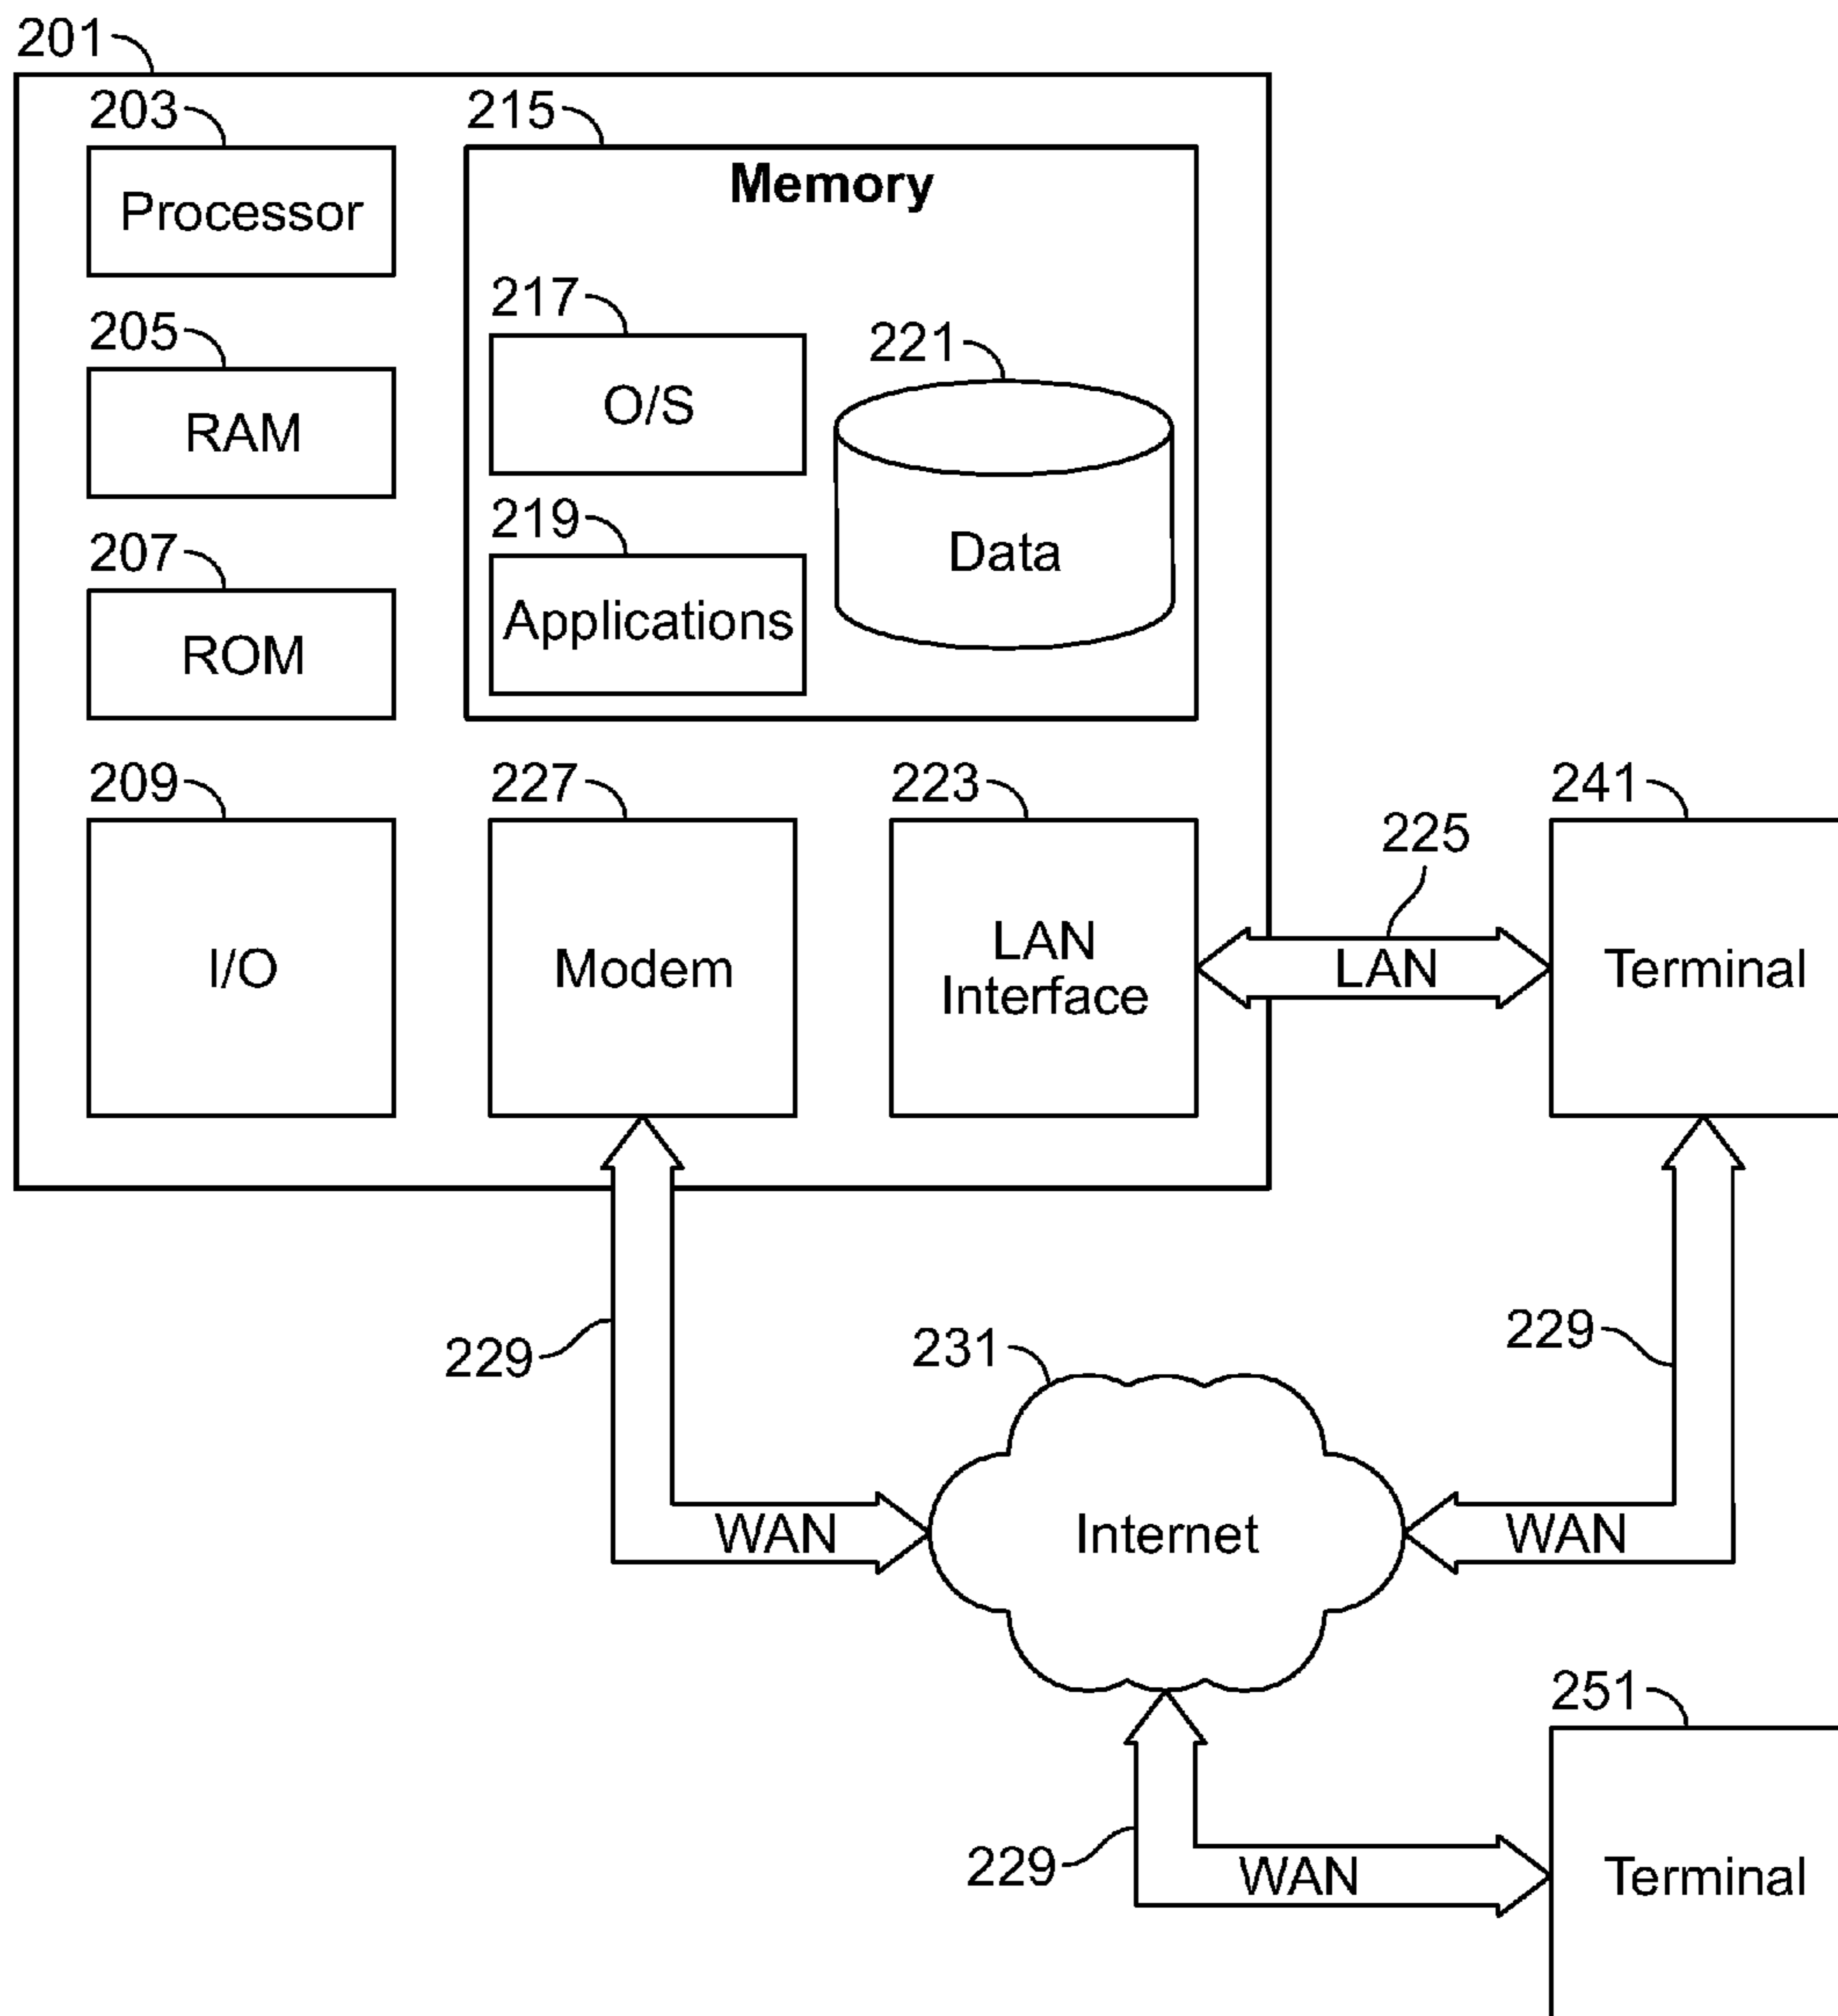 201
203
215
Processor
Memory
217
205
221
O/S
RAM
219
207
Data
Applications
ROM
209
227
223
241
225
I/O
Modem
LAN
Interface
LAN
Terminal
229
231
229
WAN
Internet
WAN
251
229
WAN
Terminal